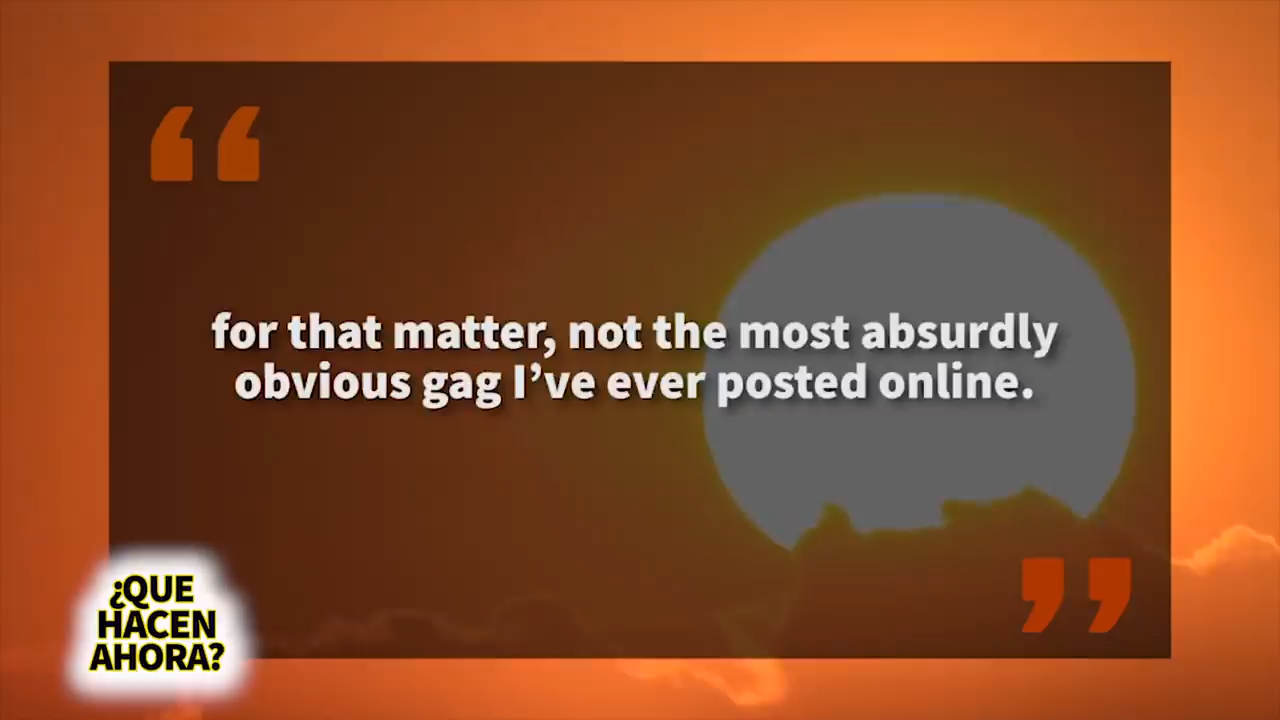 for that matter, not the most absurdly
obvious gag I’ve ever posted online.
¿QUE
HACEN
AHORA?